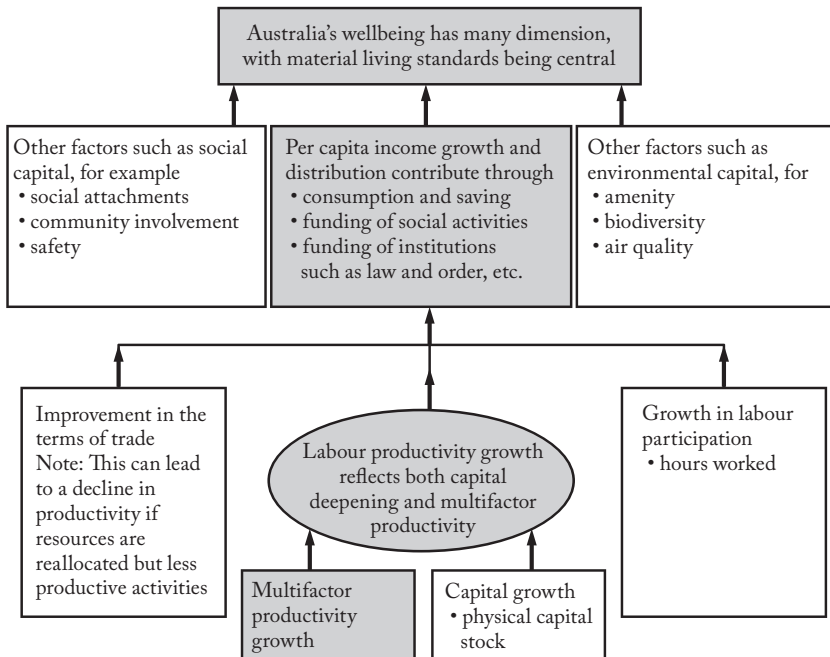 Australia's wellbeing has many dimension,
with material living standards being central
Other factors such as social
capital, for example
• social attachments
• community involvement
• safety
Per capita income growth and
distribution contribute through
• consumption and saving
• funding of social activities
• funding of institutions
such as law and order, etc.
Other factors such as
environmental capital, for
• amenity
• biodiversity
• air quality
Improvement in the
terms of trade
Note: This can lead
to a decline in
productivity if
resources are
reallocated but less
productive activities
Labour productivity growth
reflects both capital
deepening and multifactor
productivity
Growth in labour
participation
• hours worked
Multifactor
productivity
growth
Capital growth
• physical capital
stock